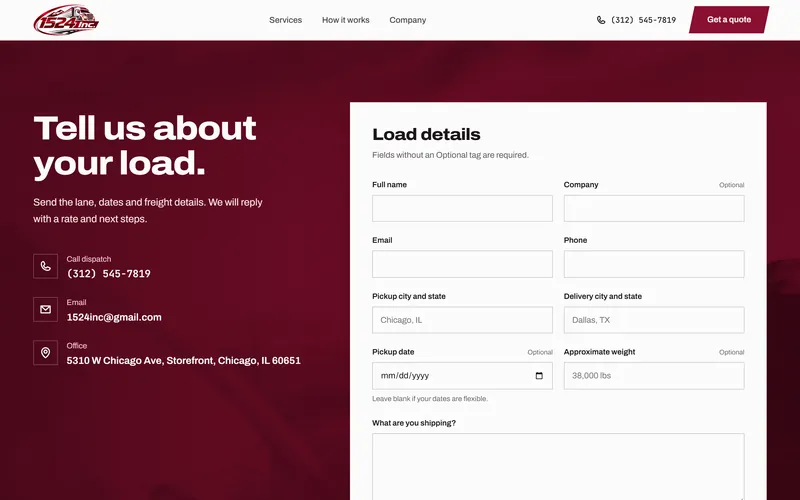 1524 inc
Services
How it works
Company
(312) 545-7819
Get a quote
Tell us about
your load.
Send the lane, dates and freight details. We will reply
with a rate and next steps.
Call dispatch
(312) 545-7819
Email
1524inc@gmail.com
Office
5310 W Chicago Ave, Storefront, Chicago, IL 60651
Load details
Fields without an Optional tag are required.
Full name
Company Optional
Email
Phone
Pickup city and state
Chicago, IL
Delivery city and state
Dallas, TX
Pickup date Optional
mm/dd/yyyy
Leave blank if your dates are flexible.
Approximate weight Optional
38,000 lbs
What are you shipping?